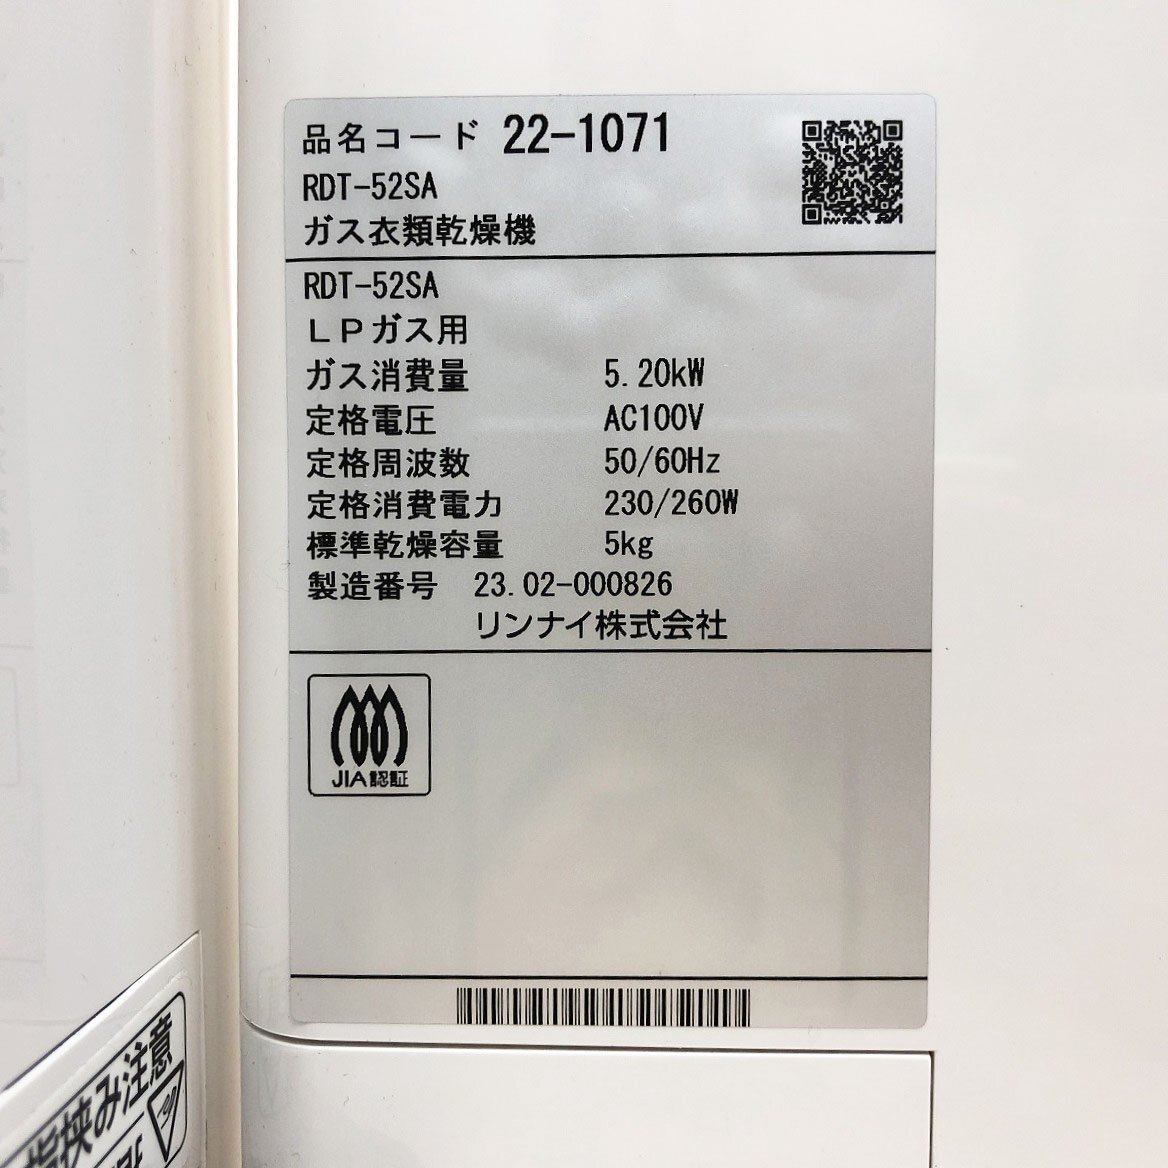 品名コード 22-1071
RDT-52SA
ガス衣類乾燥機
RDT-52SA
LPガス用
ガス消費量 5.20kW
定格電圧 AC100V
定格周波数 50/60Hz
定格消費電力 230/260W
標準乾燥容量 5kg
製造番号 23.02-000826
リンナイ株式会社
JIA認証
指挟み注意